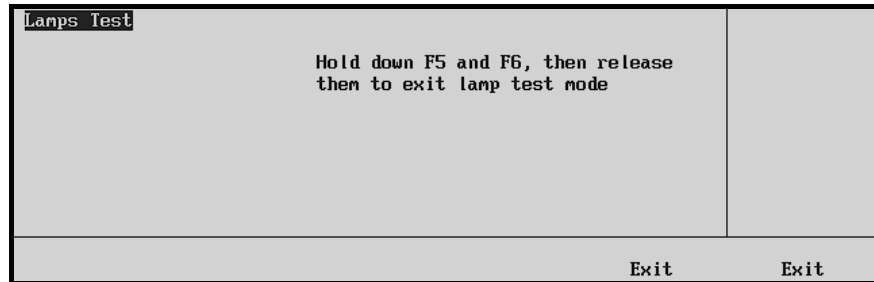 Lamps Test
Hold down F5 and F6, then release
them to exit lamp test mode
Exit Exit